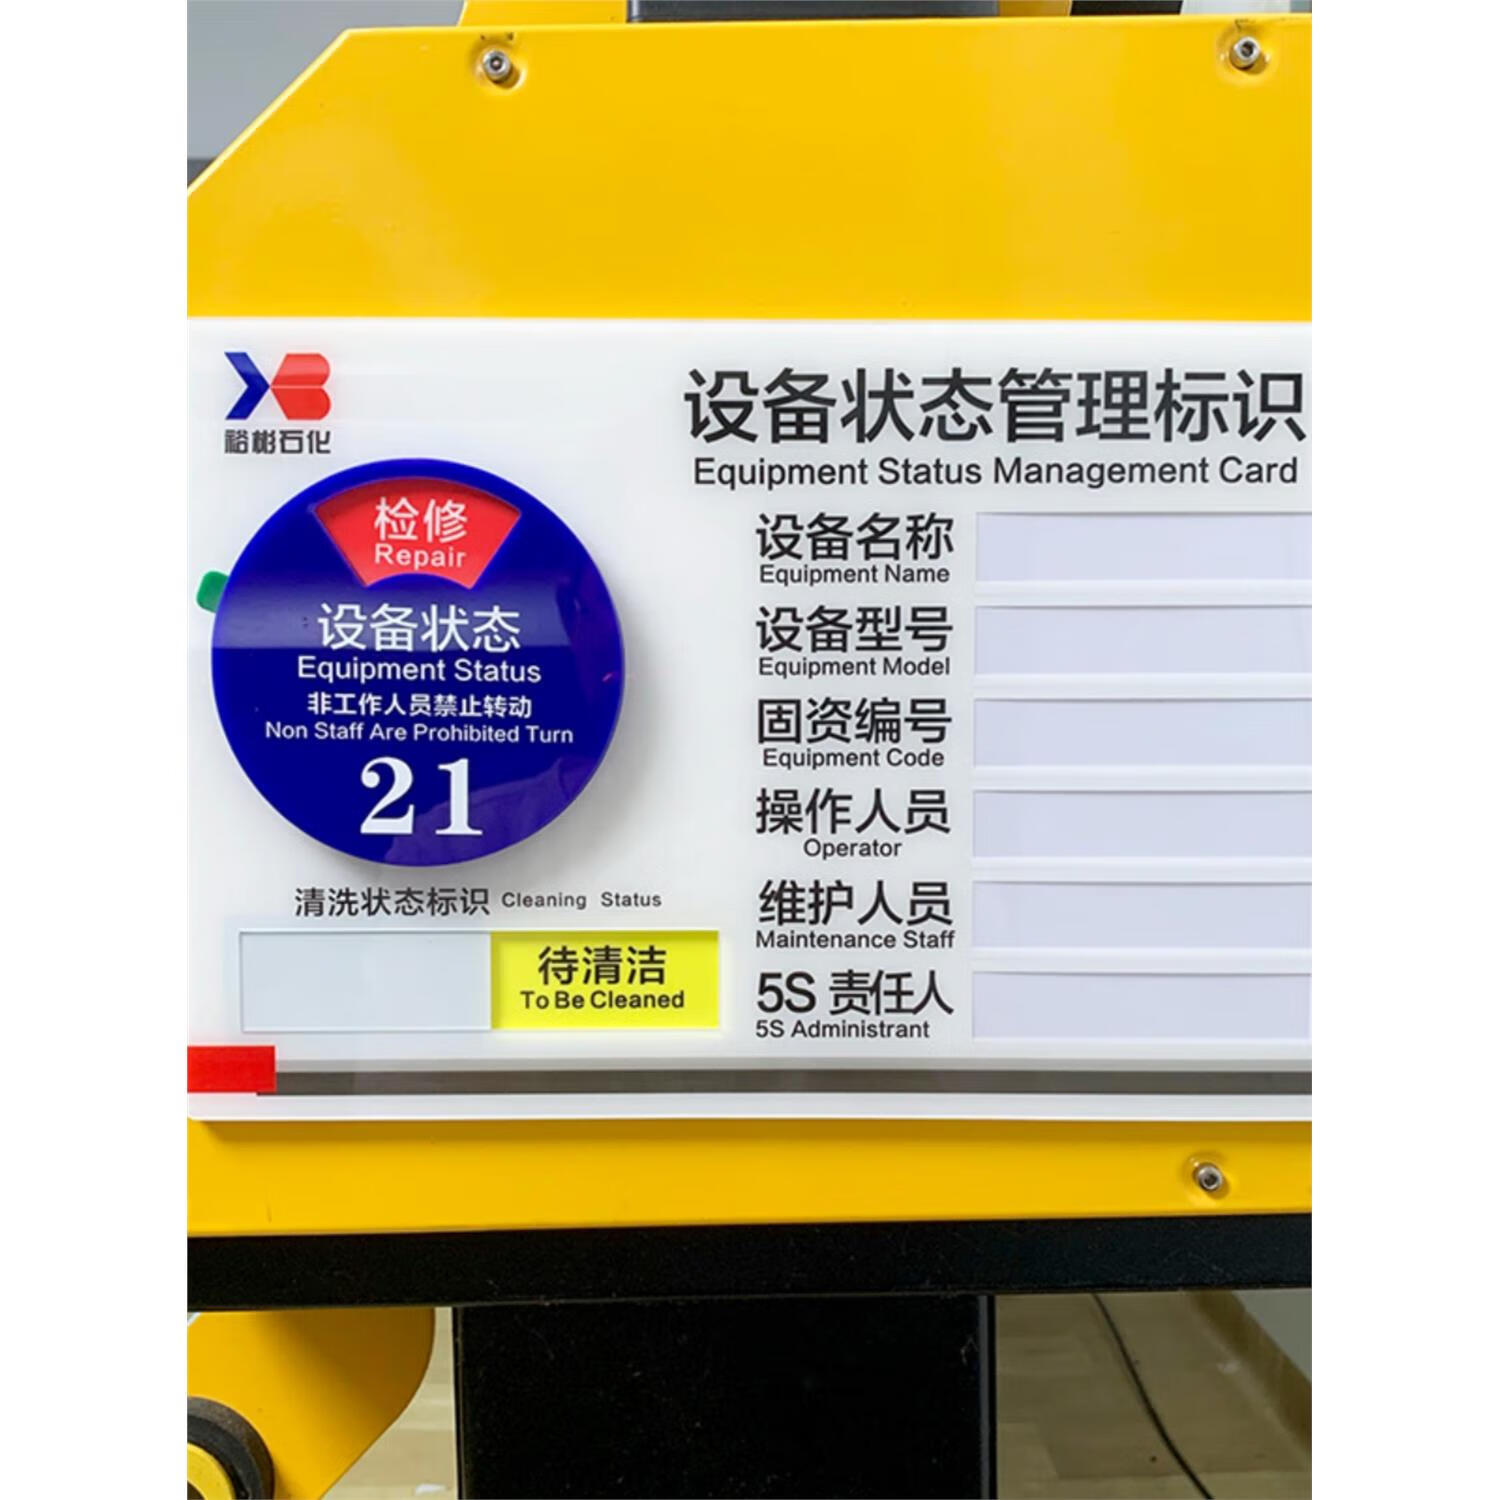 裕彬石化
设备状态管理标识
Equipment Status Management Card
检修
Repair
设备状态
Equipment Status
非工作人员禁止转动
Non Staff Are Prohibited Turn
21
清洗状态标识 Cleaning Status
待清洁
To Be Cleaned
设备名称
Equipment Name
设备型号
Equipment Model
固资编号
Equipment Code
操作人员
Operator
维护人员
Maintenance Staff
5S 责任人
5S Administrant